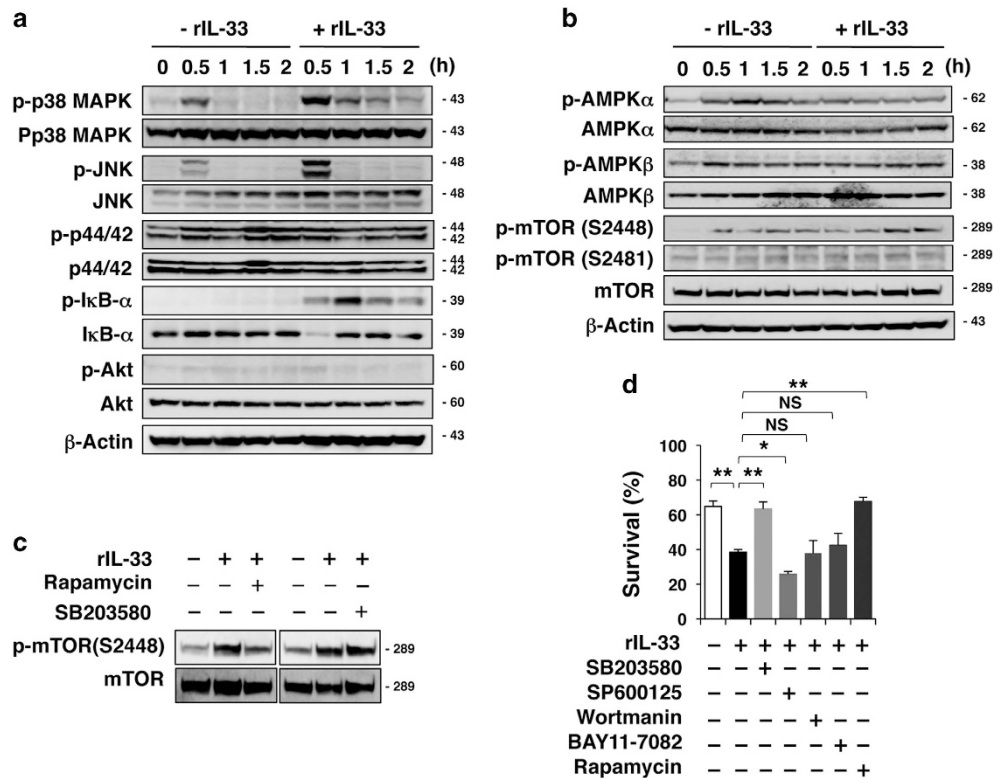 a
- rIL-33 + rIL-33
0 0.5 1 1.5 2 0.5 1 1.5 2 (h)
p-p38 MAPK - 43
Pp38 MAPK - 43
p-JNK - 48
JNK - 48
p-p44/42 - 44
- 42
p44/42 - 44
- 42
p-IκB-α - 39
IκB-α - 39
p-Akt - 60
Akt - 60
β-Actin - 43
b
- rIL-33 + rIL-33
0 0.5 1 1.5 2 0.5 1 1.5 2 (h)
p-AMPKα - 62
AMPKα - 62
p-AMPKβ - 38
AMPKβ - 38
p-mTOR (S2448) - 289
p-mTOR (S2481) - 289
mTOR - 289
β-Actin - 43
c
rIL-33 − + + − + +
Rapamycin − − + − − −
SB203580 − − − − − +
p-mTOR(S2448) - 289
mTOR - 289
d
**
NS
NS
*
** **
Survival (%)
100
80
60
40
20
0
rIL-33 − + + + + + +
SB203580 − − + − − − −
SP600125 − − − + − − −
Wortmanin − − − − + − −
BAY11-7082 − − − − − + −
Rapamycin − − − − − − +